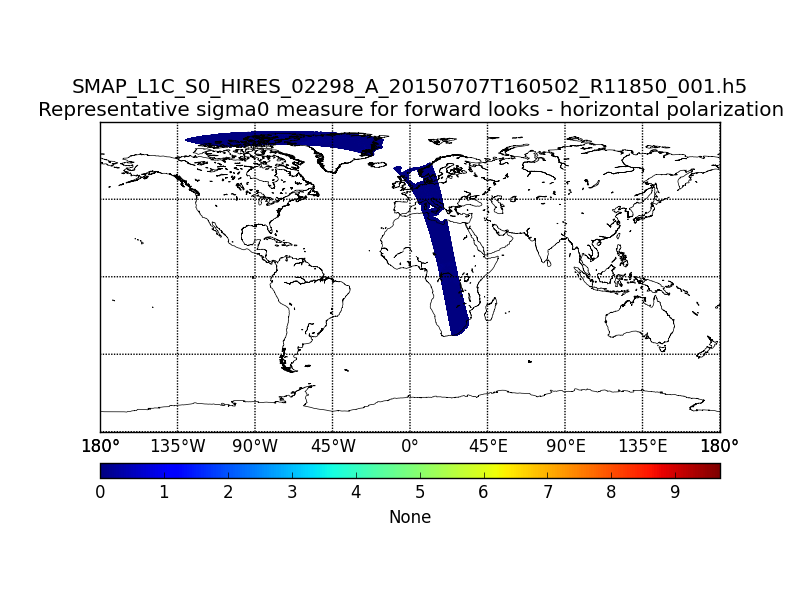 SMAP_L1C_S0_HIRES_02298_A_20150707T160502_R11850_001.h5
Representative sigma0 measure for forward looks - horizontal polarization
180° 135°W 90°W 45°W 0° 45°E 90°E 135°E 180°
0 1 2 3 4 5 6 7 8 9
None